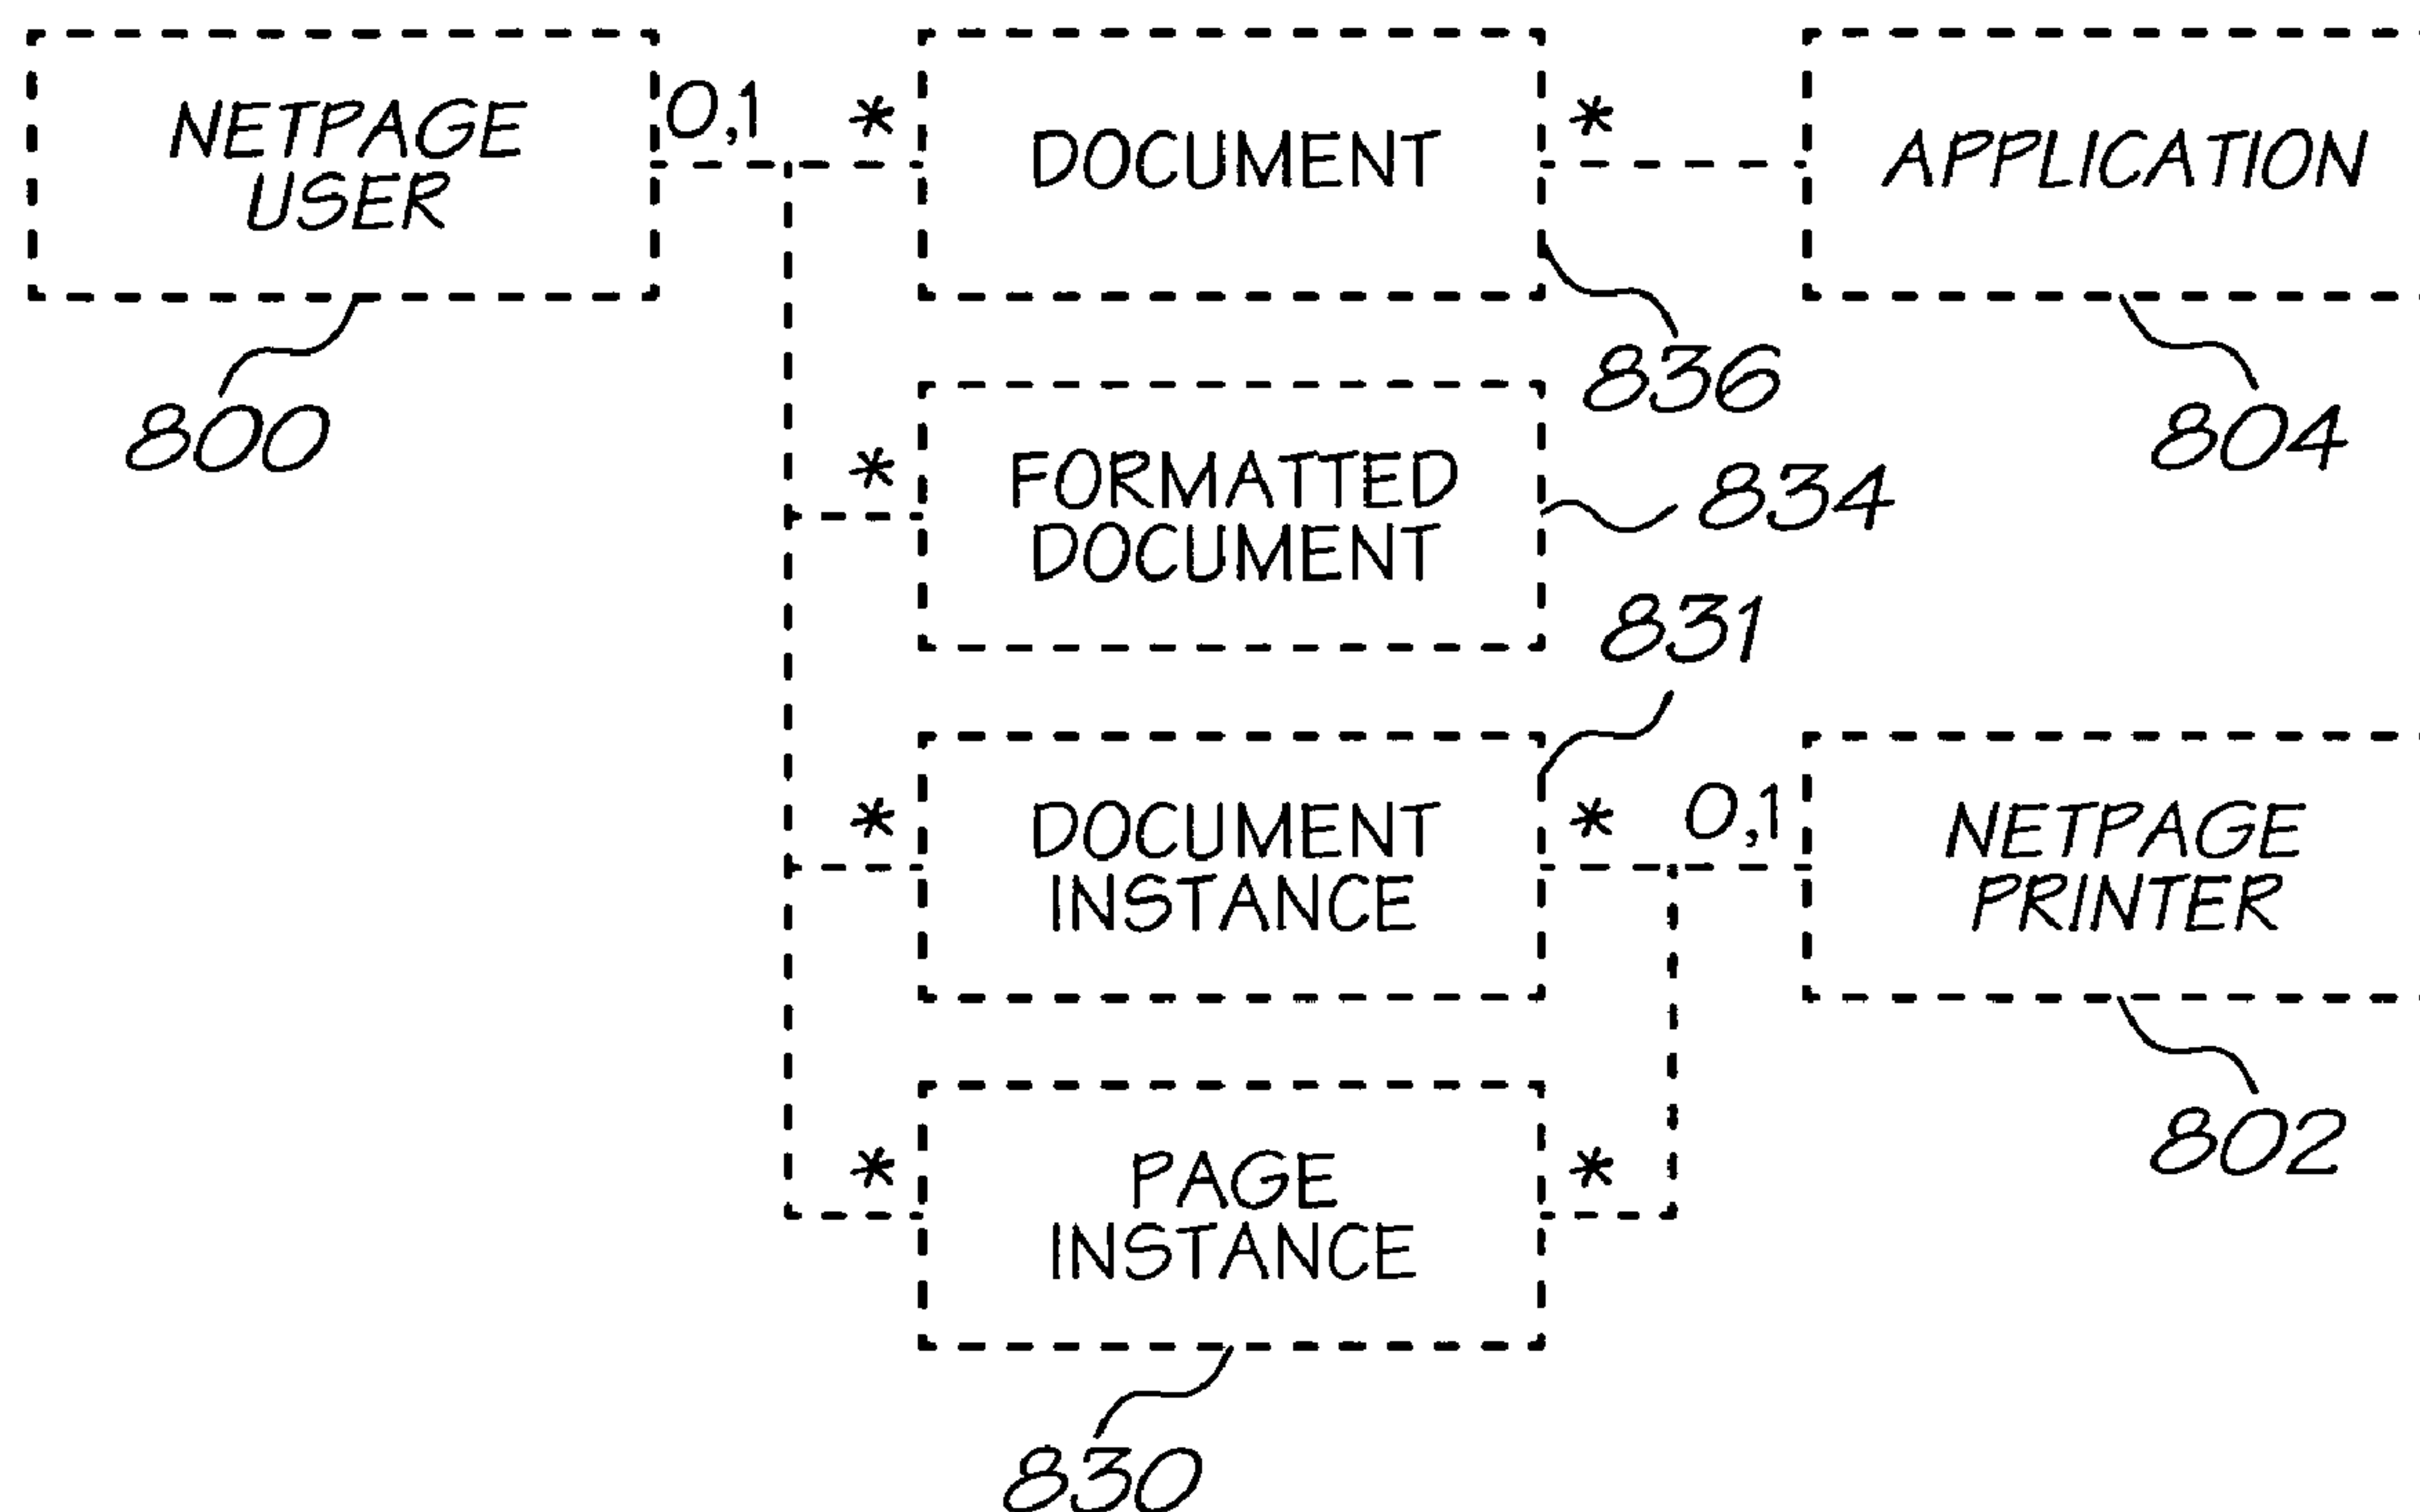 NETPAGE
USER
0,1
*
DOCUMENT
*
APPLICATION
800
836
804
*
FORMATTED
DOCUMENT
834
831
*
DOCUMENT
INSTANCE
*
0,1
NETPAGE
PRINTER
802
*
PAGE
INSTANCE
*
830